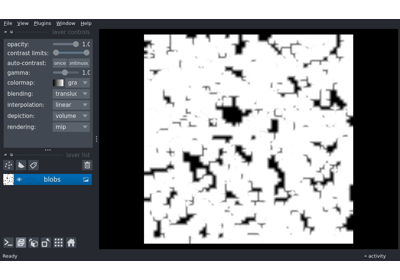 File View Plugins Window Help
layer controls
opacity: 1.0
contrast limits:
auto-contrast: once
gamma: 1.0
colormap: gra
blending: translu
interpolation: linear
depiction: volume
rendering: mip
layer list
blobs
Ready activity